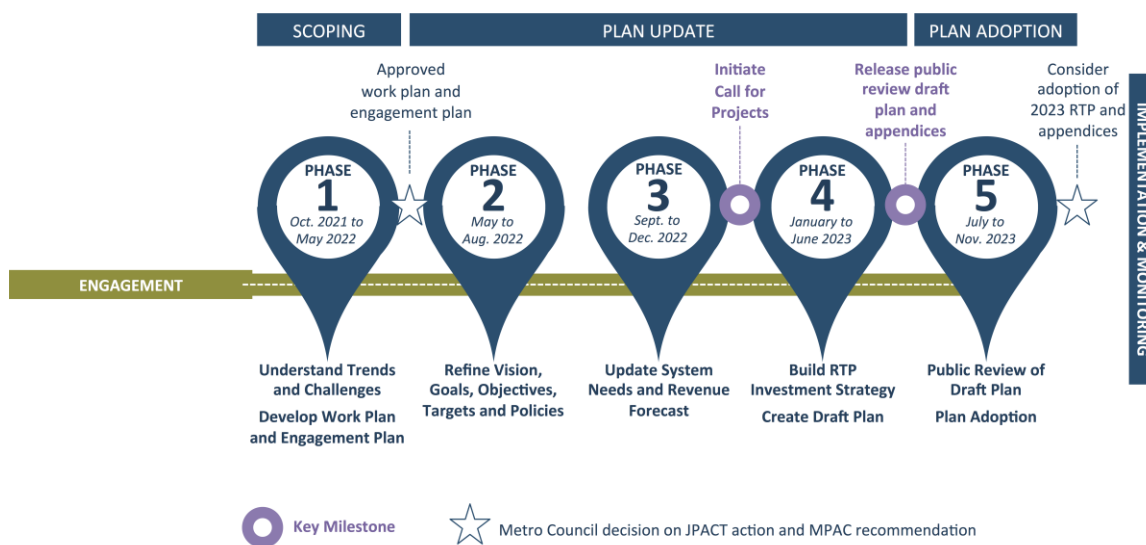 SCOPING
PLAN UPDATE
PLAN ADOPTION
Approved
work plan and
engagement plan
Initiate
Call for
Projects
Release public
review draft
plan and
appendices
Consider
adoption of
2023 RTP and
appendices
PHASE
1
Oct. 2021 to
May 2022
PHASE
2
May to
Aug. 2022
PHASE
3
Sept. to
Dec. 2022
PHASE
4
January to
June 2023
PHASE
5
July to
Nov. 2023
IMPLEMENTATION & MONITORING
ENGAGEMENT
Understand Trends
and Challenges
Develop Work Plan
and Engagement Plan
Refine Vision,
Goals, Objectives,
Targets and Policies
Update System
Needs and Revenue
Forecast
Build RTP
Investment Strategy
Create Draft Plan
Public Review of
Draft Plan
Plan Adoption
Key Milestone
Metro Council decision on JPACT action and MPAC recommendation